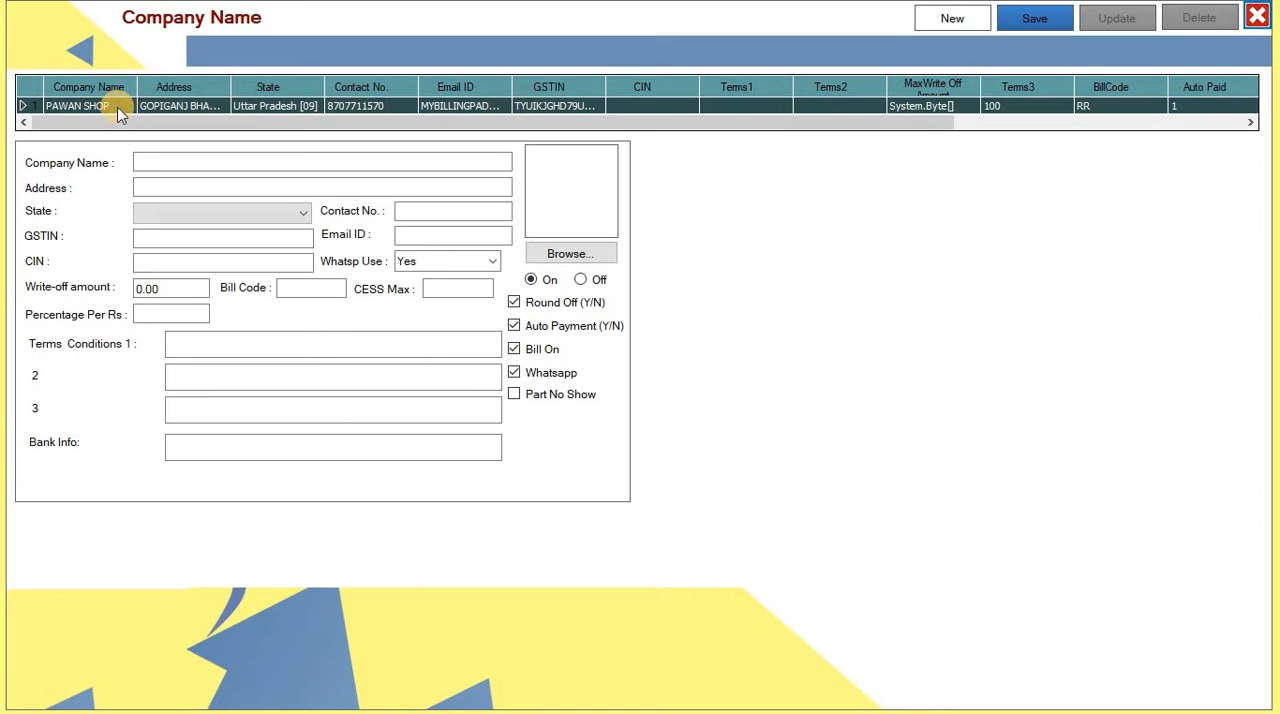 Company Name
New Save Update Delete
Company Name Address State Contact No. Email ID GSTIN CIN Terms1 Terms2 MaxWrite Off Amount Terms3 BillCode Auto Paid
1 PAWAN SHOP GOPIGANJ BHA... Uttar Pradesh [09] 8707711570 MYBILLINGPAD... TYUIKJGHD79U... System.Byte[] 100 RR 1
Company Name :
Address :
State : Contact No. :
GSTIN : Email ID :
Browse...
CIN : Whatsp Use : Yes
On Off
Write-off amount : 0.00 Bill Code : CESS Max :
Round Off (Y/N)
Percentage Per Rs :
Auto Payment (Y/N)
Terms Conditions 1 :
Bill On
2
Whatsapp
Part No Show
3
Bank Info: